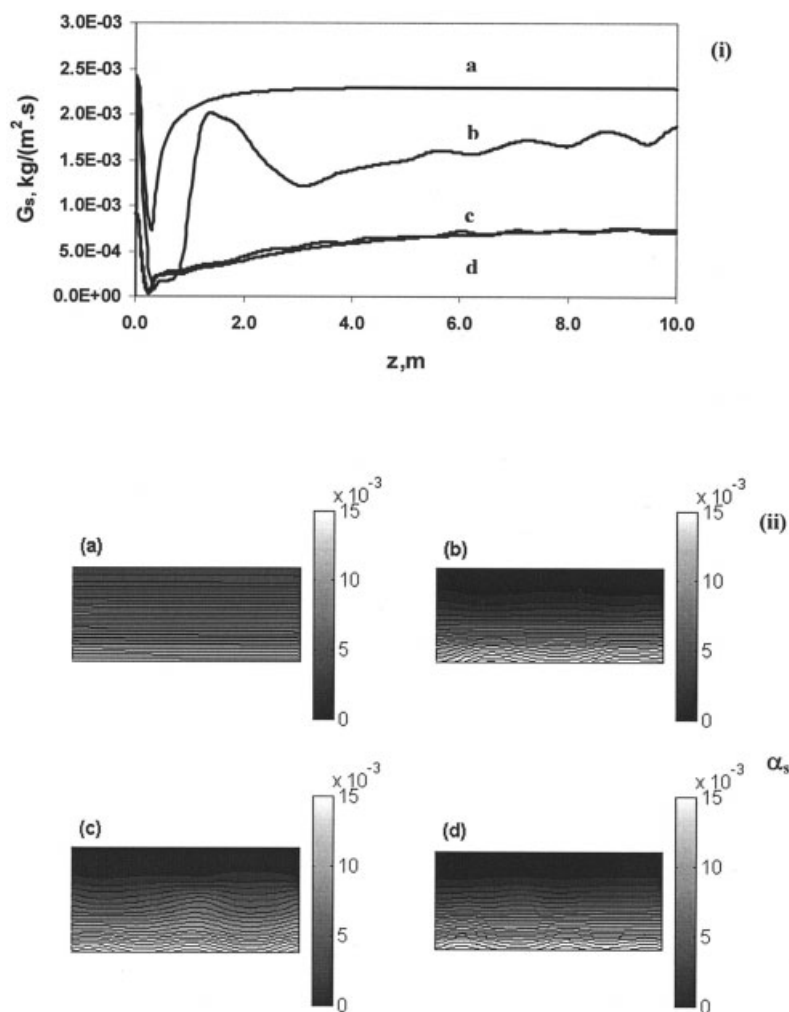 3.0E-03
(i)
2.5E-03
a
2.0E-03
b
1.5E-03
1.0E-03
c
5.0E-04
d
0.0E+00
Gs, kg/(m².s)
0.0 2.0 4.0 6.0 8.0 10.0
z,m
x 10⁻³
15
(ii)
(a)
10
5
0
x 10⁻³
15
(b)
10
5
0
αs
x 10⁻³
15
(c)
10
5
0
x 10⁻³
15
(d)
10
5
0